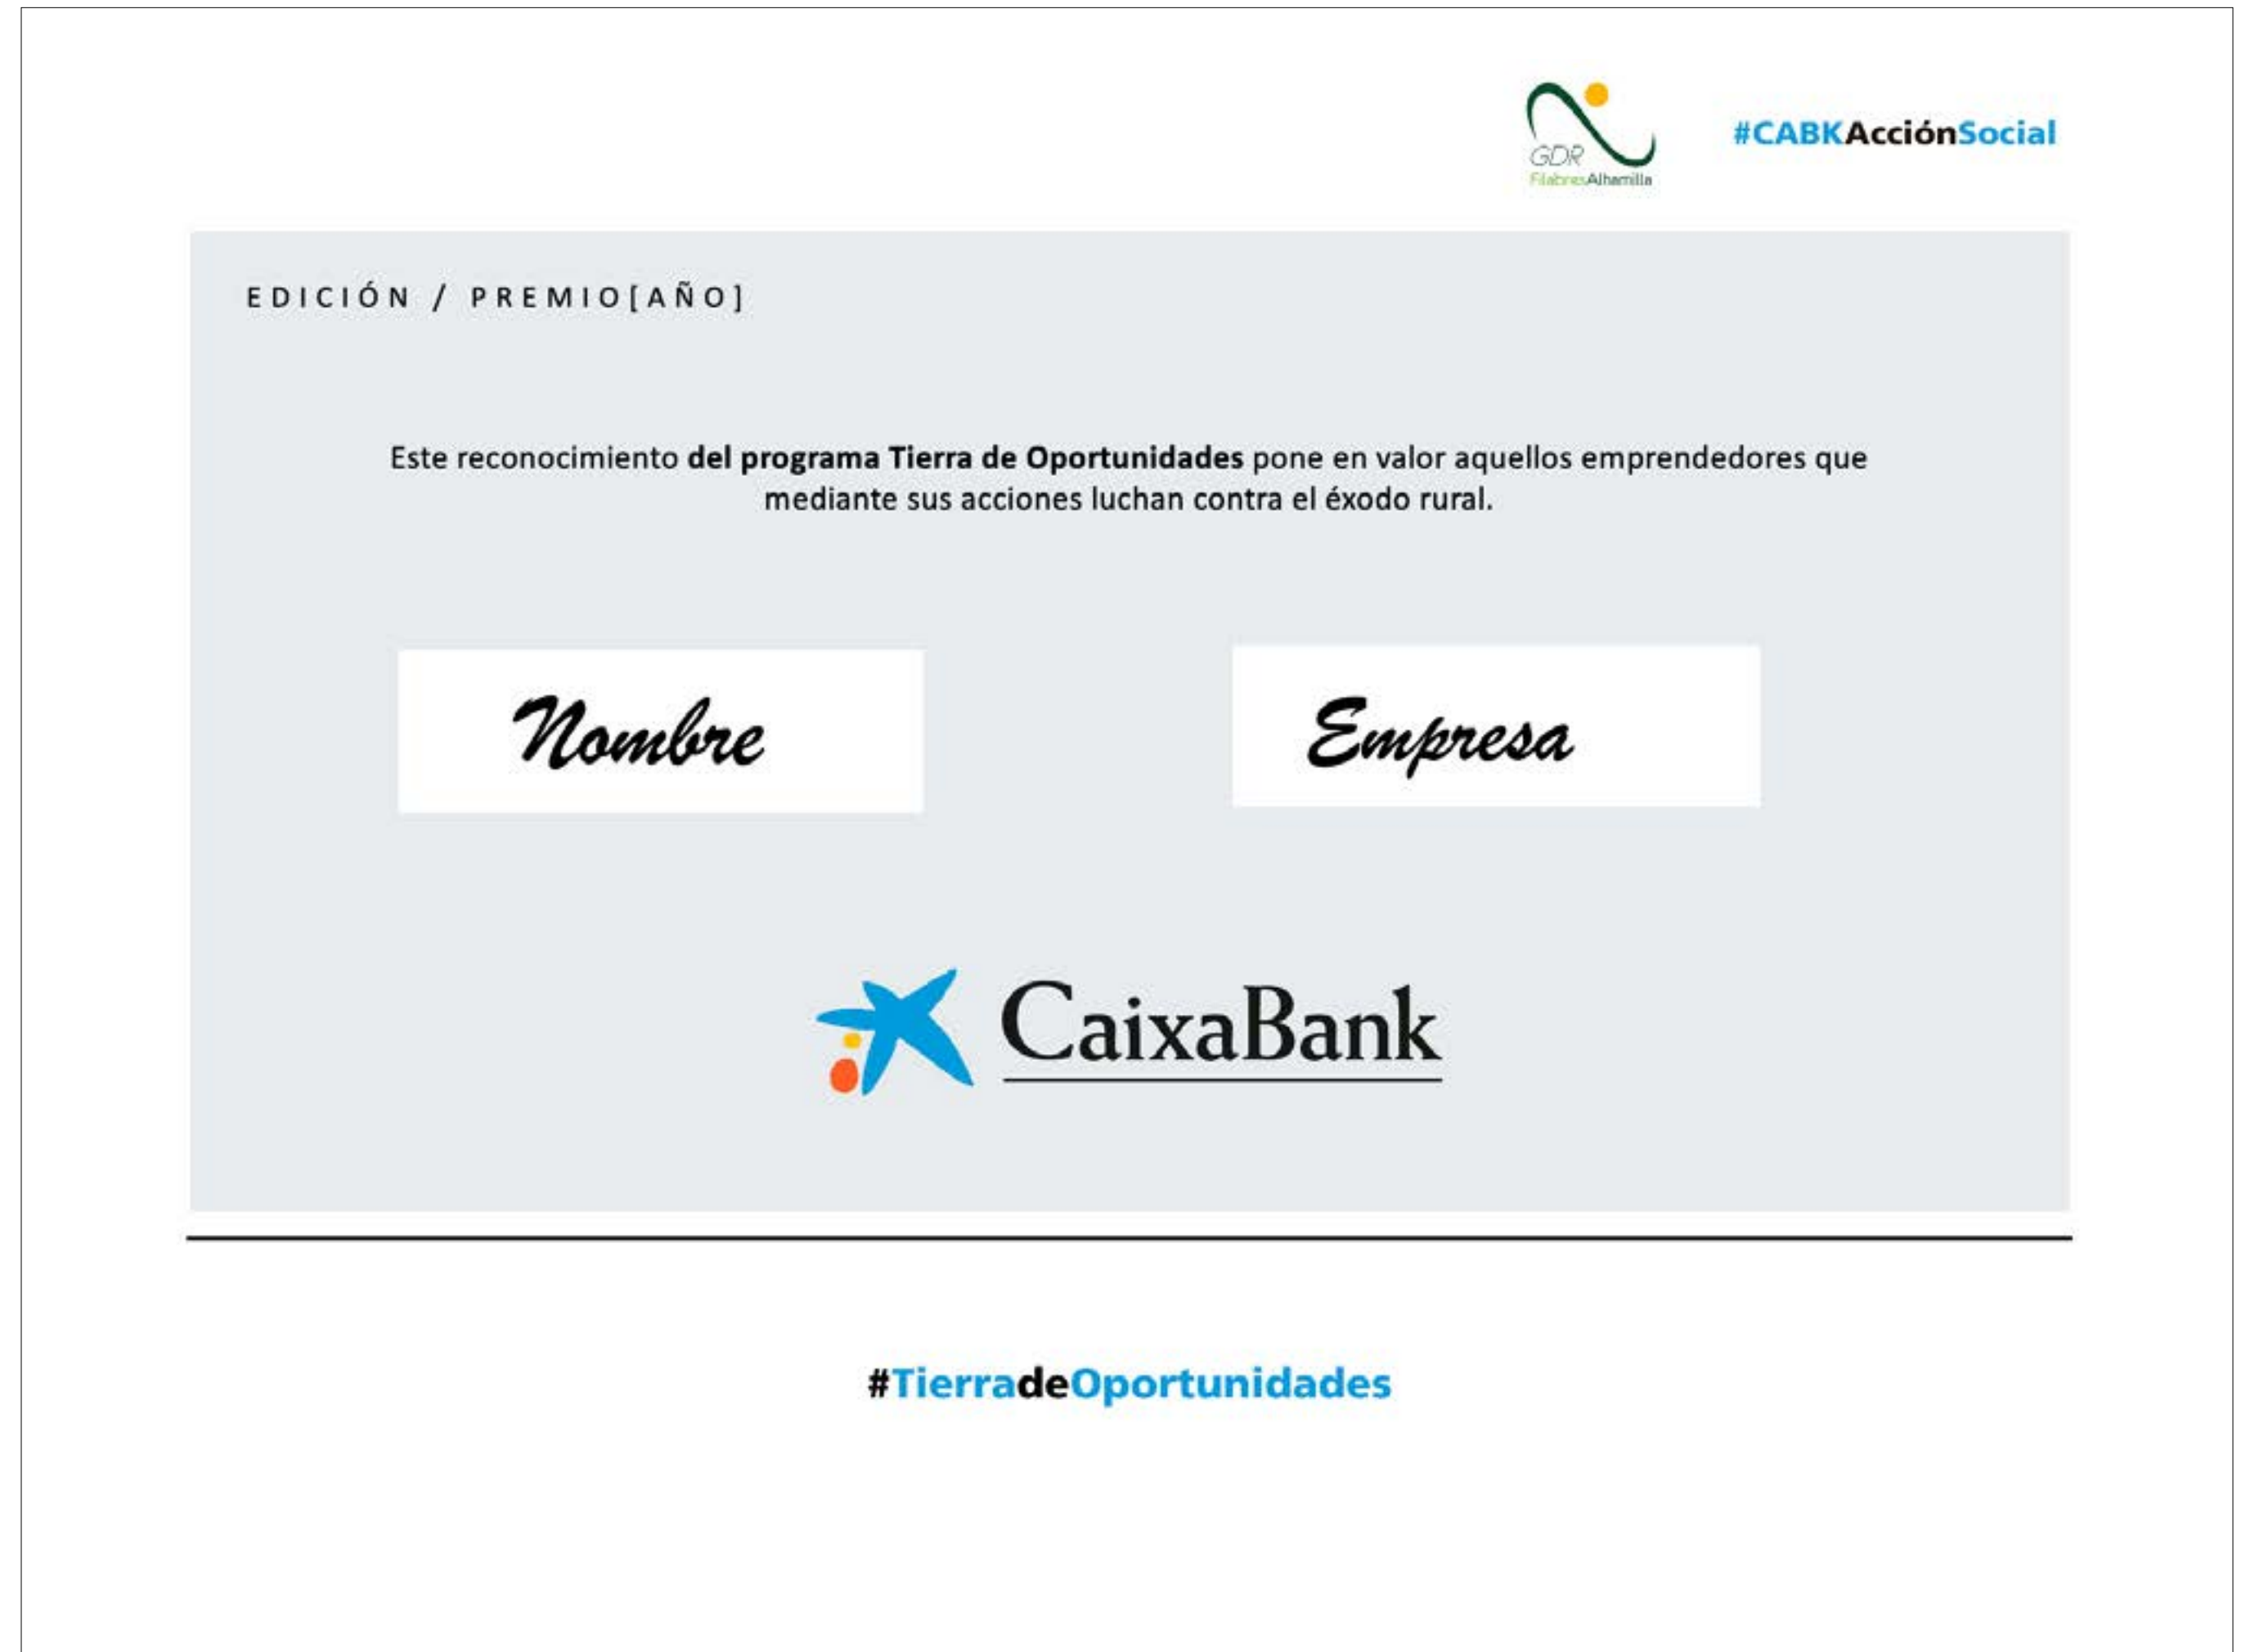 GDR
FilabresAlhamilla
#CABKAcciónSocial
EDICIÓN / PREMIO[AÑO]
Este reconocimiento del programa Tierra de Oportunidades pone en valor aquellos emprendedores que
mediante sus acciones luchan contra el éxodo rural.
Nombre
Empresa
CaixaBank
#TierradeOportunidades